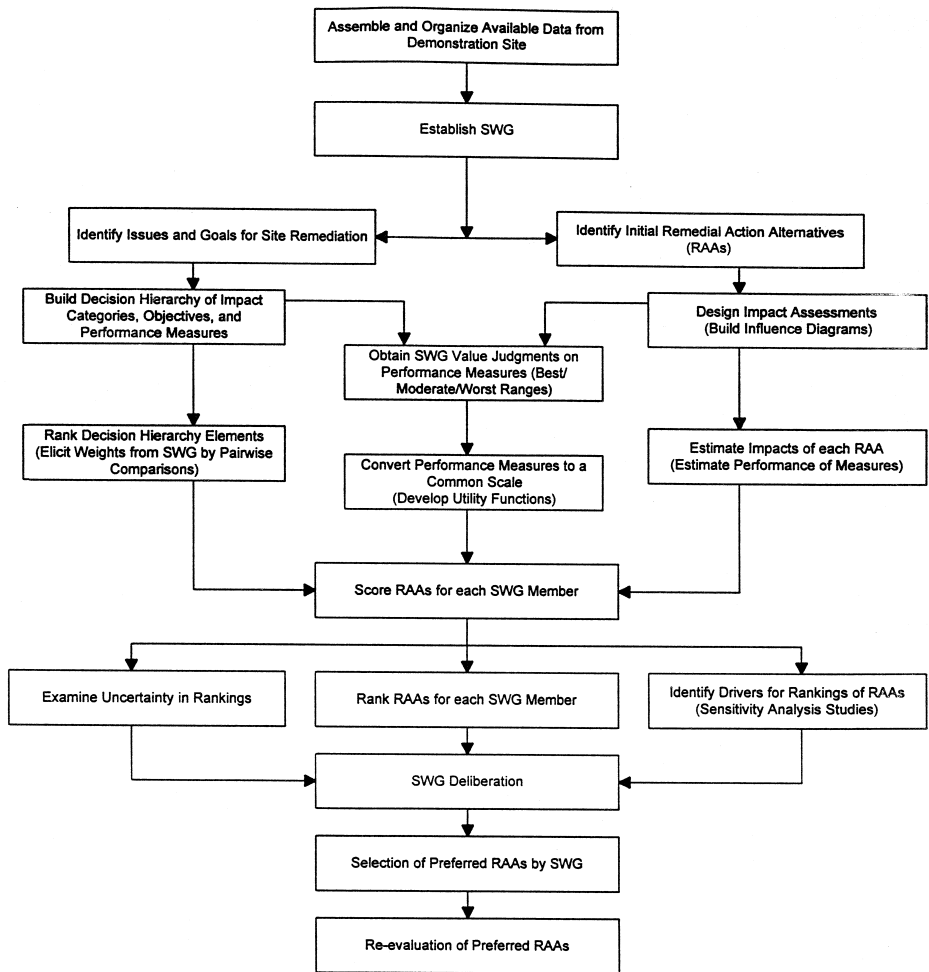 Assemble and Organize Available Data from
Demonstration Site
Establish SWG
Identify Issues and Goals for Site Remediation
Identify Initial Remedial Action Alternatives
(RAAs)
Build Decision Hierarchy of Impact
Categories, Objectives, and
Performance Measures
Design Impact Assessments
(Build Influence Diagrams)
Obtain SWG Value Judgments on
Performance Measures (Best/
Moderate/Worst Ranges)
Rank Decision Hierarchy Elements
(Elicit Weights from SWG by Pairwise
Comparisons)
Convert Performance Measures to a
Common Scale
(Develop Utility Functions)
Estimate Impacts of each RAA
(Estimate Performance of Measures)
Score RAAs for each SWG Member
Examine Uncertainty in Rankings
Rank RAAs for each SWG Member
Identify Drivers for Rankings of RAAs
(Sensitivity Analysis Studies)
SWG Deliberation
Selection of Preferred RAAs by SWG
Re-evaluation of Preferred RAAs